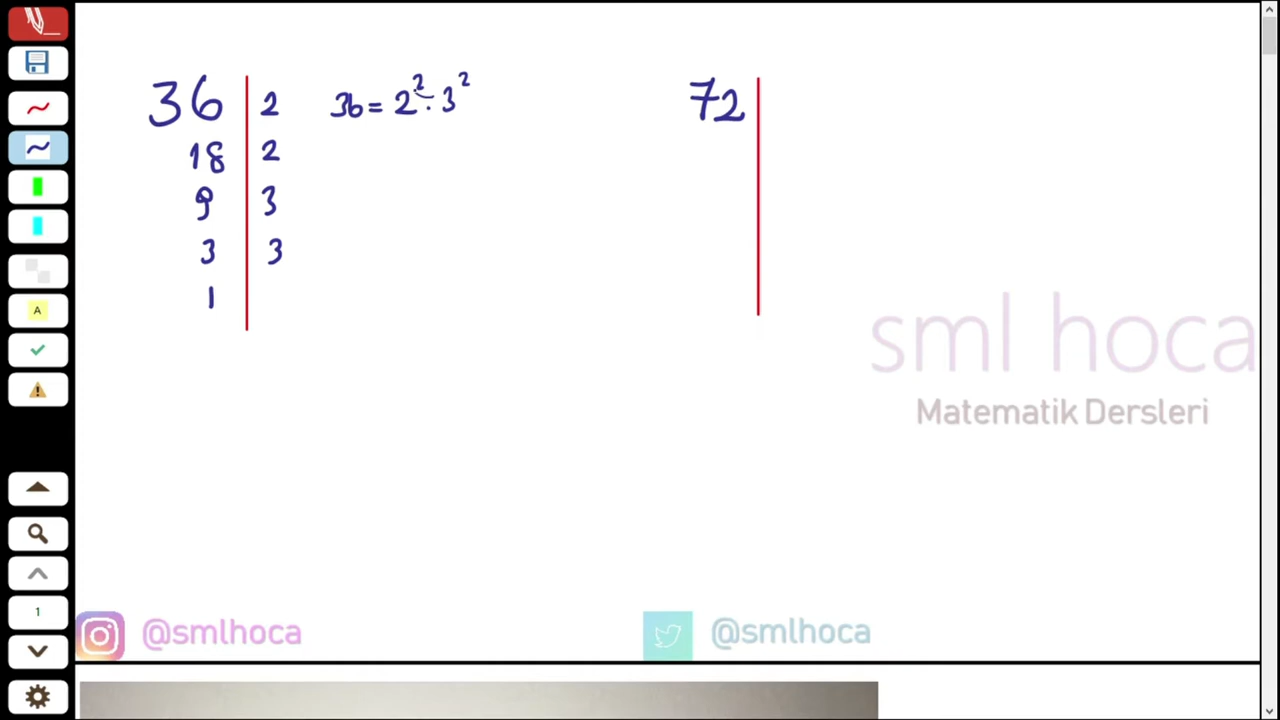 36 | 2 36 = 2² · 3²
18 | 2
9 | 3
3 | 3
1 |
72 |
sml hoca
Matematik Dersleri
A
1
@smlhoca
@smlhoca